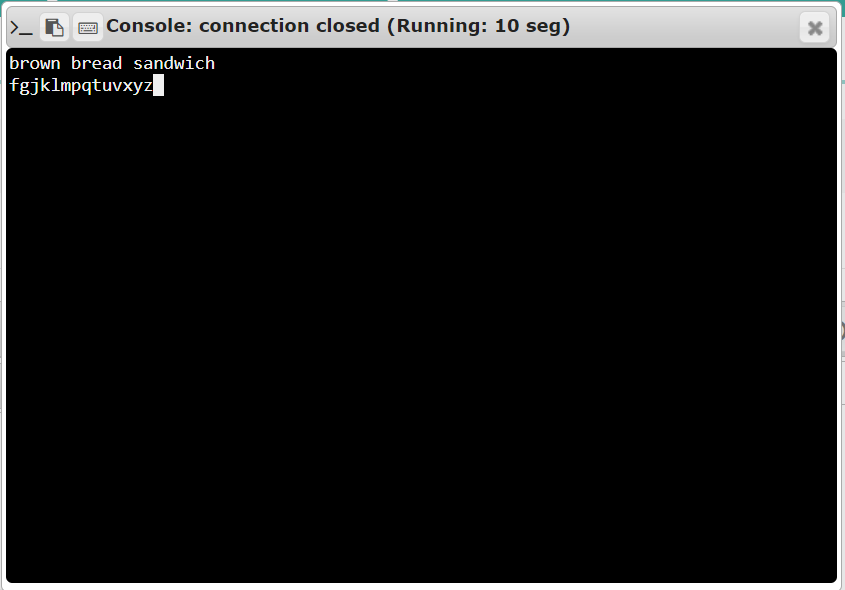 >_ Console: connection closed (Running: 10 seg)
brown bread sandwich
fgjklmpqtuvxyz